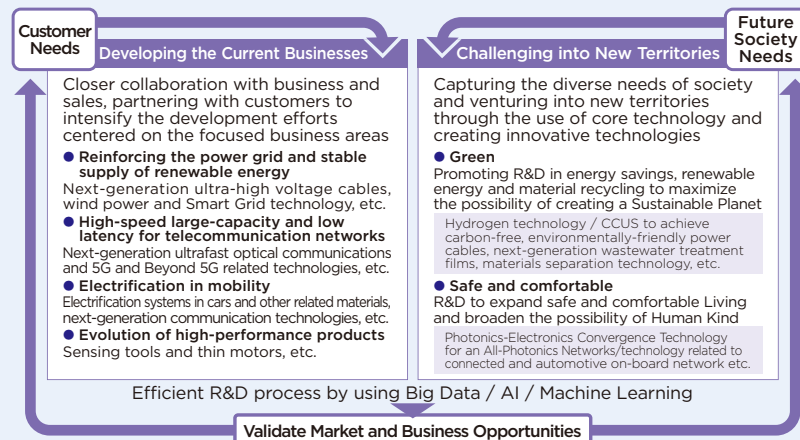 Customer
Needs
Developing the Current Businesses
Closer collaboration with business and
sales, partnering with customers to
intensify the development efforts
centered on the focused business areas
● Reinforcing the power grid and stable
supply of renewable energy
Next-generation ultra-high voltage cables,
wind power and Smart Grid technology, etc.
● High-speed large-capacity and low
latency for telecommunication networks
Next-generation ultrafast optical communications
and 5G and Beyond 5G related technologies, etc.
● Electrification in mobility
Electrification systems in cars and other related materials,
next-generation communication technologies, etc.
● Evolution of high-performance products
Sensing tools and thin motors, etc.
Challenging into New Territories
Future
Society
Needs
Capturing the diverse needs of society
and venturing into new territories
through the use of core technology and
creating innovative technologies
● Green
Promoting R&D in energy savings, renewable
energy and material recycling to maximize
the possibility of creating a Sustainable Planet
Hydrogen technology / CCUS to achieve
carbon-free, environmentally-friendly power
cables, next-generation wastewater treatment
films, materials separation technology, etc.
● Safe and comfortable
R&D to expand safe and comfortable Living
and broaden the possibility of Human Kind
Photonics-Electronics Convergence Technology
for an All-Photonics Networks/technology related to
connected and automotive on-board network etc.
Efficient R&D process by using Big Data / AI / Machine Learning
Validate Market and Business Opportunities